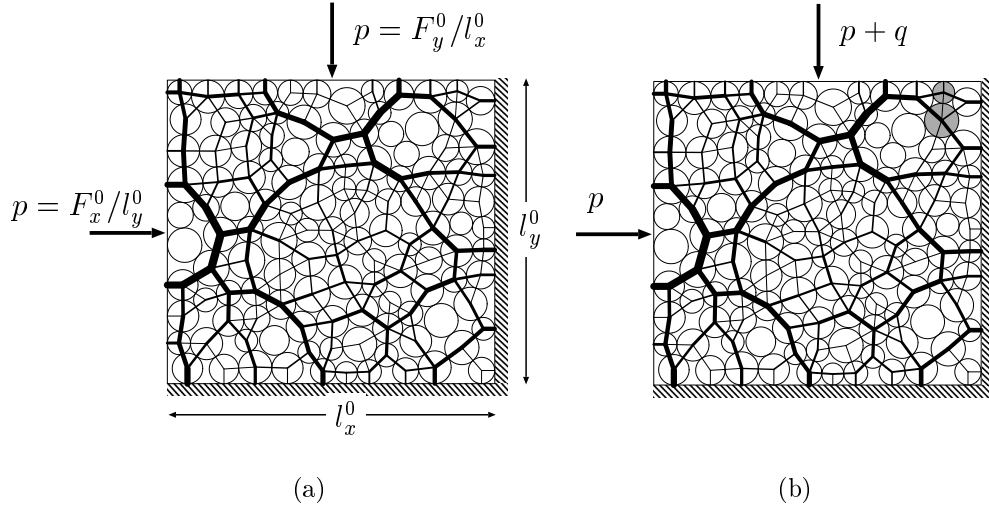 p = F_y^0/l_x^0
p + q
p = F_x^0/l_y^0
l_y^0
p
l_x^0
(a)
(b)